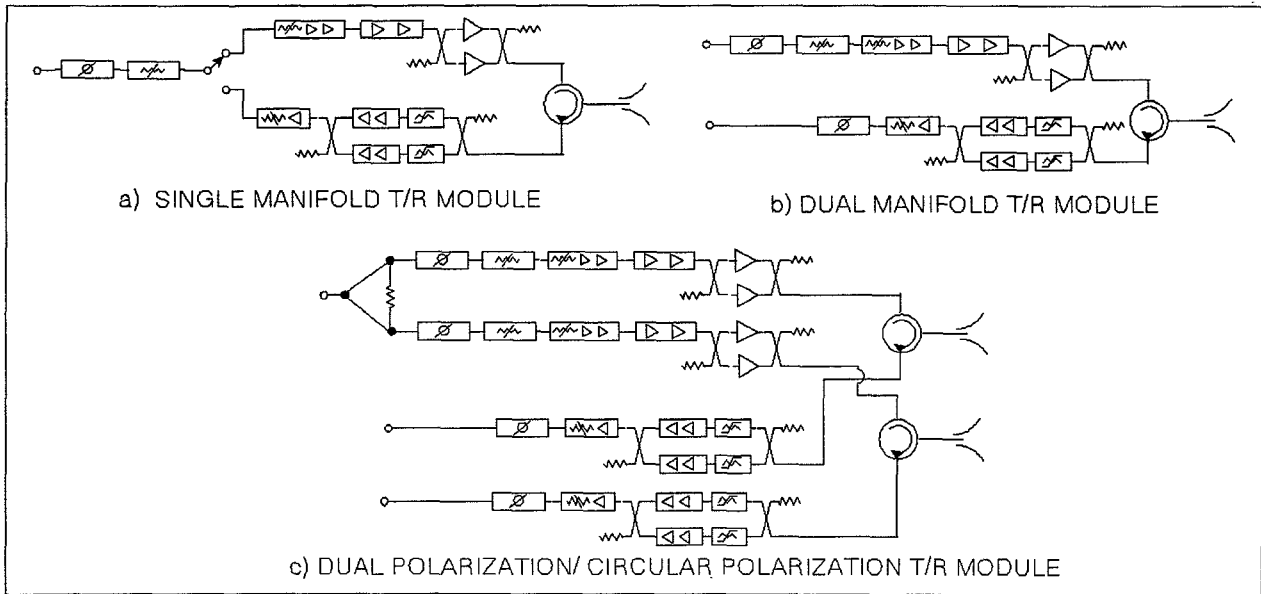 a) SINGLE MANIFOLD T/R MODULE
b) DUAL MANIFOLD T/R MODULE
c) DUAL POLARIZATION/ CIRCULAR POLARIZATION T/R MODULE